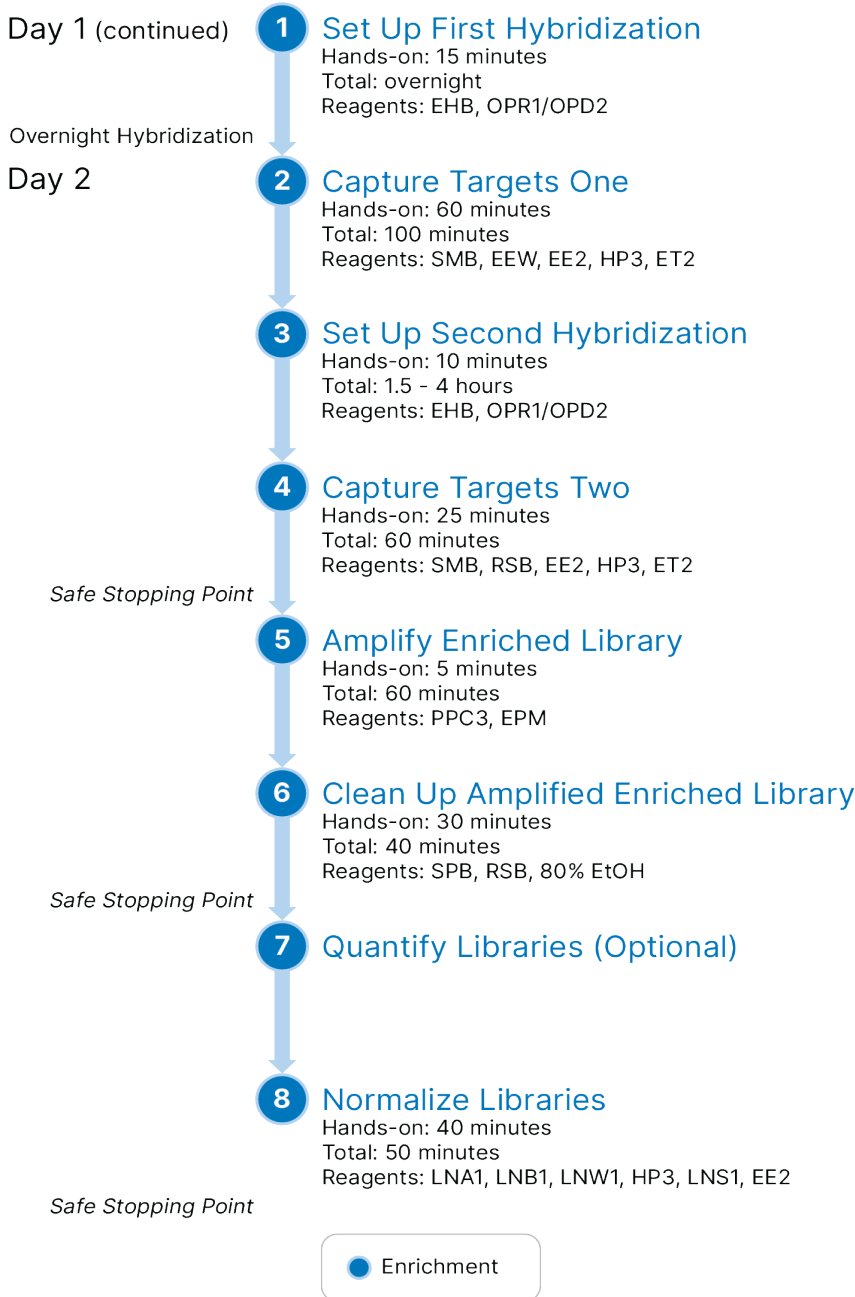 Day 1 (continued)
1
Set Up First Hybridization
Hands-on: 15 minutes
Total: overnight
Reagents: EHB, OPR1/OPD2
Overnight Hybridization
Day 2
2
Capture Targets One
Hands-on: 60 minutes
Total: 100 minutes
Reagents: SMB, EEW, EE2, HP3, ET2
3
Set Up Second Hybridization
Hands-on: 10 minutes
Total: 1.5 - 4 hours
Reagents: EHB, OPR1/OPD2
4
Capture Targets Two
Hands-on: 25 minutes
Total: 60 minutes
Reagents: SMB, RSB, EE2, HP3, ET2
Safe Stopping Point
5
Amplify Enriched Library
Hands-on: 5 minutes
Total: 60 minutes
Reagents: PPC3, EPM
6
Clean Up Amplified Enriched Library
Hands-on: 30 minutes
Total: 40 minutes
Reagents: SPB, RSB, 80% EtOH
Safe Stopping Point
7
Quantify Libraries (Optional)
8
Normalize Libraries
Hands-on: 40 minutes
Total: 50 minutes
Reagents: LNA1, LNB1, LNW1, HP3, LNS1, EE2
Safe Stopping Point
Enrichment